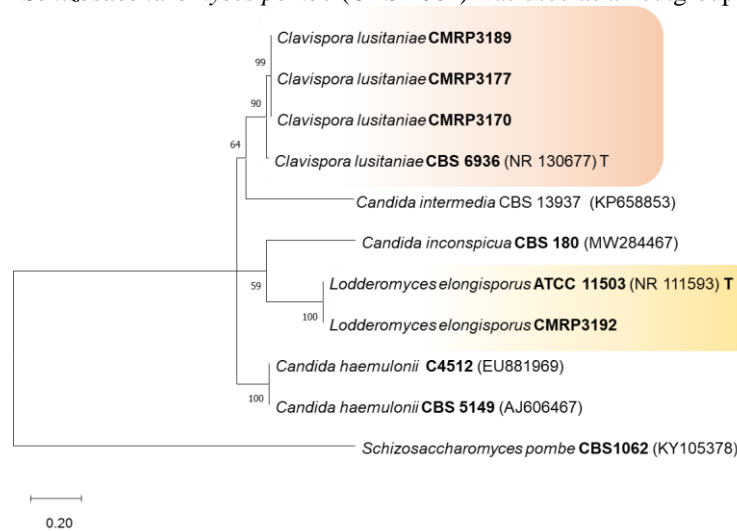 was used as an outgroup
99
Clavispora lusitaniae CMRP3189
Clavispora lusitaniae CMRP3177
90
Clavispora lusitaniae CMRP3170
64
Clavispora lusitaniae CBS 6936 (NR 130677) T
Candida intermedia CBS 13937 (KP658853)
Candida inconspicua CBS 180 (MW284467)
59
Lodderomyces elongisporus ATCC 11503 (NR 111593) T
100
Lodderomyces elongisporus CMRP3192
Candida haemulonii C4512 (EU881969)
100
Candida haemulonii CBS 5149 (AJ606467)
Schizosaccharomyces pombe CBS1062 (KY105378)
0.20